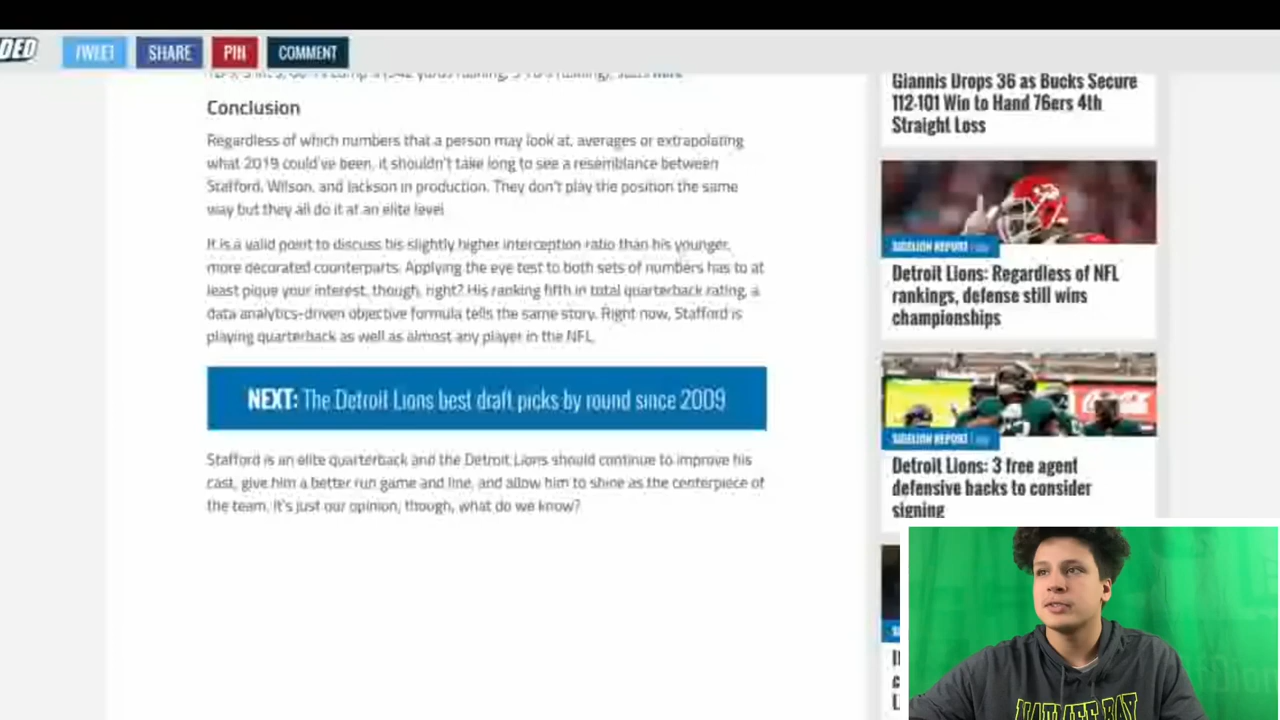 DED
TWEET
SHARE
PIN
COMMENT
Conclusion
Regardless of which numbers that a person may look at, averages or extrapolating
what 2019 could've been, it shouldn't take long to see a resemblance between
Stafford, Wilson, and Jackson in production. They don't play the position the same
way but they all do it at an elite level.
It is a valid point to discuss his slightly higher interception ratio than his younger,
more decorated counterparts. Applying the eye test to both sets of numbers has to at
least pique your interest, though, right? His ranking fifth in total quarterback rating, a
data analytics-driven objective formula tells the same story. Right now, Stafford is
playing quarterback as well as almost any player in the NFL.
NEXT: The Detroit Lions best draft picks by round since 2009
Stafford is an elite quarterback and the Detroit Lions should continue to improve his
cast, give him a better run game and line, and allow him to shine as the centerpiece of
the team. It's just our opinion, though, what do we know?
Giannis Drops 36 as Bucks Secure
112-101 Win to Hand 76ers 4th
Straight Loss
SIDELION REPORT
Detroit Lions: Regardless of NFL
rankings, defense still wins
championships
SIDELION REPORT
Detroit Lions: 3 free agent
defensive backs to consider
signing